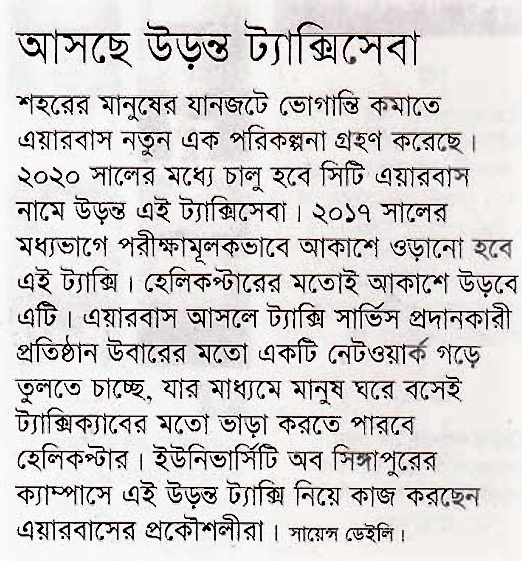 আসছে উড়ন্ত ট্যাক্সিসেবা
শহরের মানুষের যানজটে ভোগান্তি কমাতে
এয়ারবাস নতুন এক পরিকল্পনা গ্রহণ করেছে।
২০২০ সালের মধ্যে চালু হবে সিটি এয়ারবাস
নামে উড়ন্ত এই ট্যাক্সিসেবা। ২০১৭ সালের
মধ্যভাগে পরীক্ষামূলকভাবে আকাশে ওড়ানো হবে
এই ট্যাক্সি। হেলিকপ্টারের মতোই আকাশে উড়বে
এটি। এয়ারবাস আসলে ট্যাক্সি সার্ভিস প্রদানকারী
প্রতিষ্ঠান উবারের মতো একটি নেটওয়ার্ক গড়ে
তুলতে চাচ্ছে, যার মাধ্যমে মানুষ ঘরে বসেই
ট্যাক্সিক্যাবের মতো ভাড়া করতে পারবে
হেলিকপ্টার। ইউনিভার্সিটি অব সিঙ্গাপুরের
ক্যাম্পাসে এই উড়ন্ত ট্যাক্সি নিয়ে কাজ করছেন
এয়ারবাসের প্রকৌশলীরা। সায়েন্স ডেইলি।